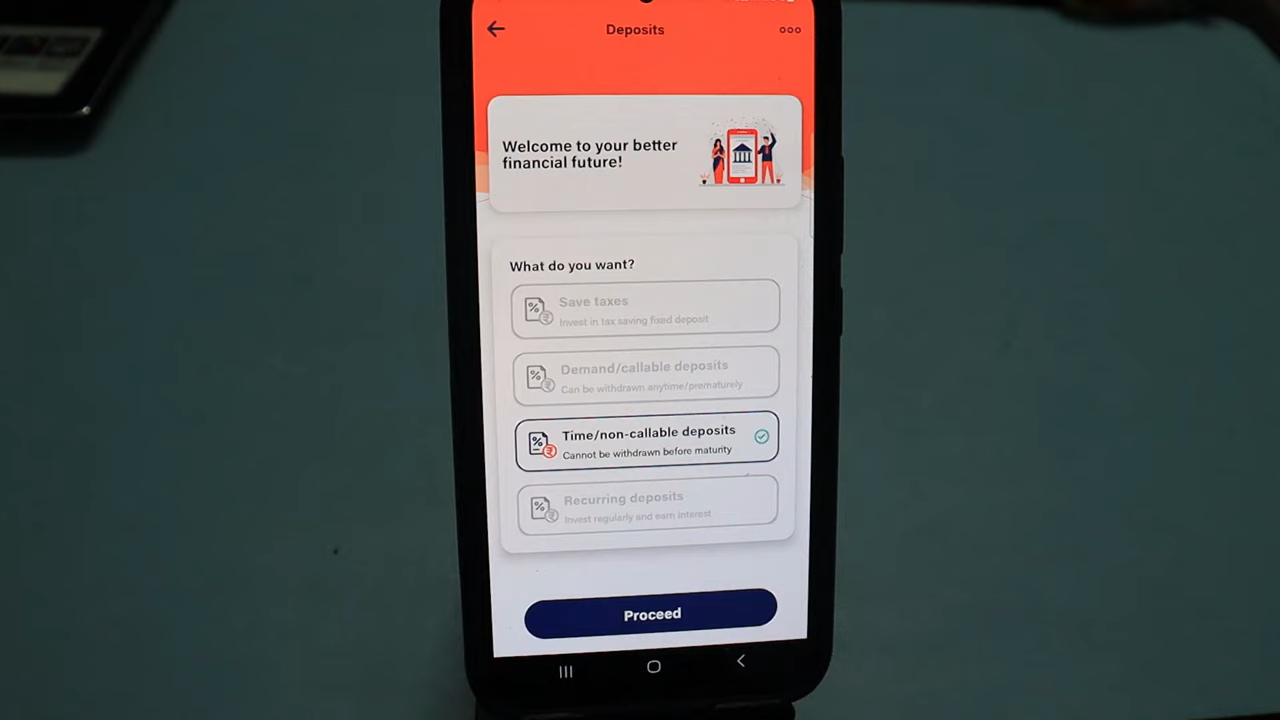 Deposits
Welcome to your better
financial future!
What do you want?
Save taxes
Invest in tax saving fixed deposit
Demand/callable deposits
Can be withdrawn anytime/prematurely
Time/non-callable deposits
Cannot be withdrawn before maturity
Recurring deposits
Invest regularly and earn interest
Proceed